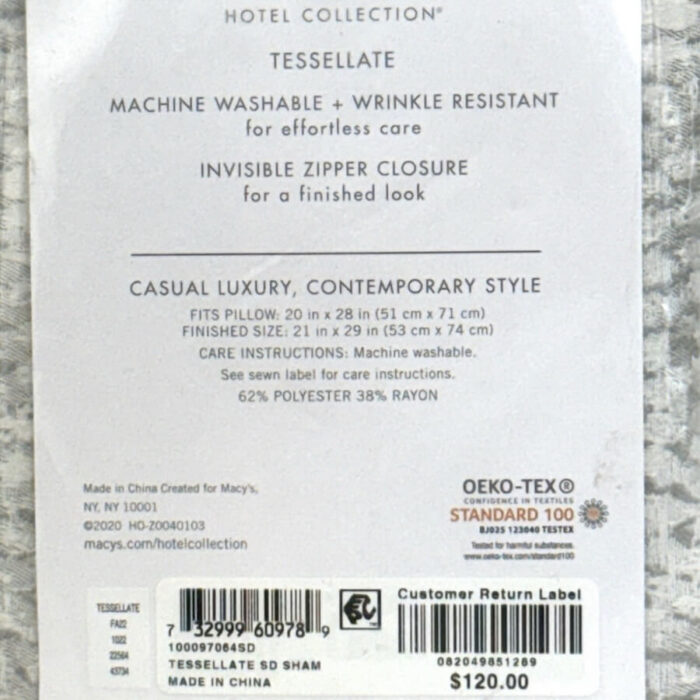 HOTEL COLLECTION®
TESSELLATE
MACHINE WASHABLE + WRINKLE RESISTANT
for effortless care
INVISIBLE ZIPPER CLOSURE
for a finished look
CASUAL LUXURY, CONTEMPORARY STYLE
FITS PILLOW: 20 in x 28 in (51 cm x 71 cm)
FINISHED SIZE: 21 in x 29 in (53 cm x 74 cm)
CARE INSTRUCTIONS: Machine washable.
See sewn label for care instructions.
62% POLYESTER 38% RAYON
Made in China Created for Macy's,
NY, NY 10001
©2020 HO-Z0040103
macys.com/hotelcollection
OEKO-TEX®
CONFIDENCE IN TEXTILES
STANDARD 100
BJ025 123040 TESTEX
Tested for harmful substances.
www.oeko-tex.com/standard100
TESSELLATE
FA22
1022
22564
43734
7 32999 60978 9
100097064SD
TESSELLATE SD SHAM
MADE IN CHINA
Customer Return Label
082049851289
$120.00